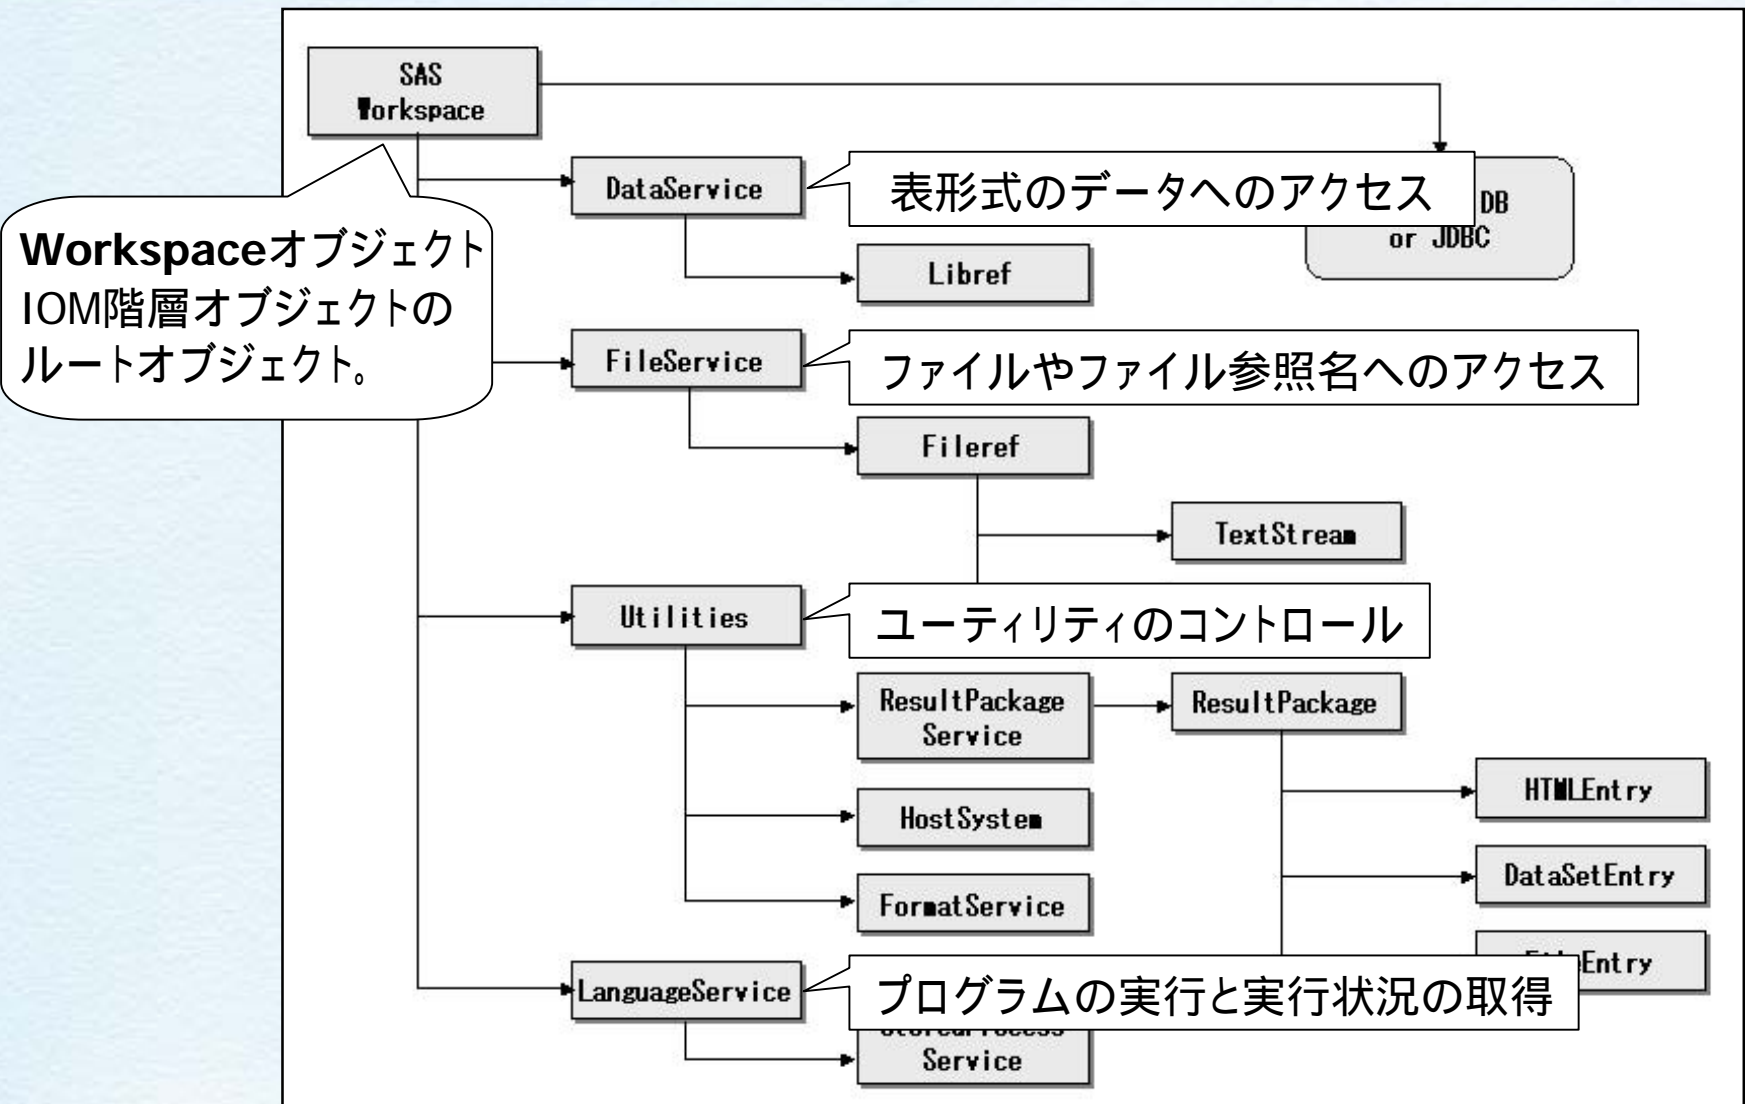 SAS
Workspace
DataService
表形式のデータへのアクセス
DB
or JDBC
Workspaceオブジェクト
IOM階層オブジェクトの
ルートオブジェクト。
Libref
FileService
ファイルやファイル参照名へのアクセス
Fileref
TextStream
Utilities
ユーティリティのコントロール
ResultPackage
Service
ResultPackage
HTMLEntry
HostSystem
DataSetEntry
FormatService
Entry
LanguageService
プログラムの実行と実行状況の取得
Service